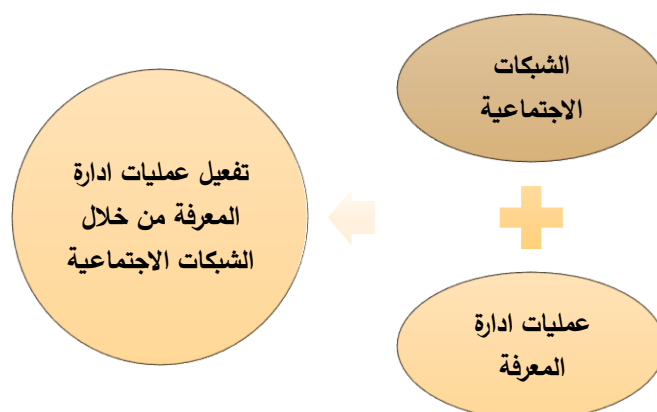 الشبكات
الاجتماعية
عمليات ادارة
المعرفة
تفعيل عمليات ادارة
المعرفة من خلال
الشبكات الاجتماعية